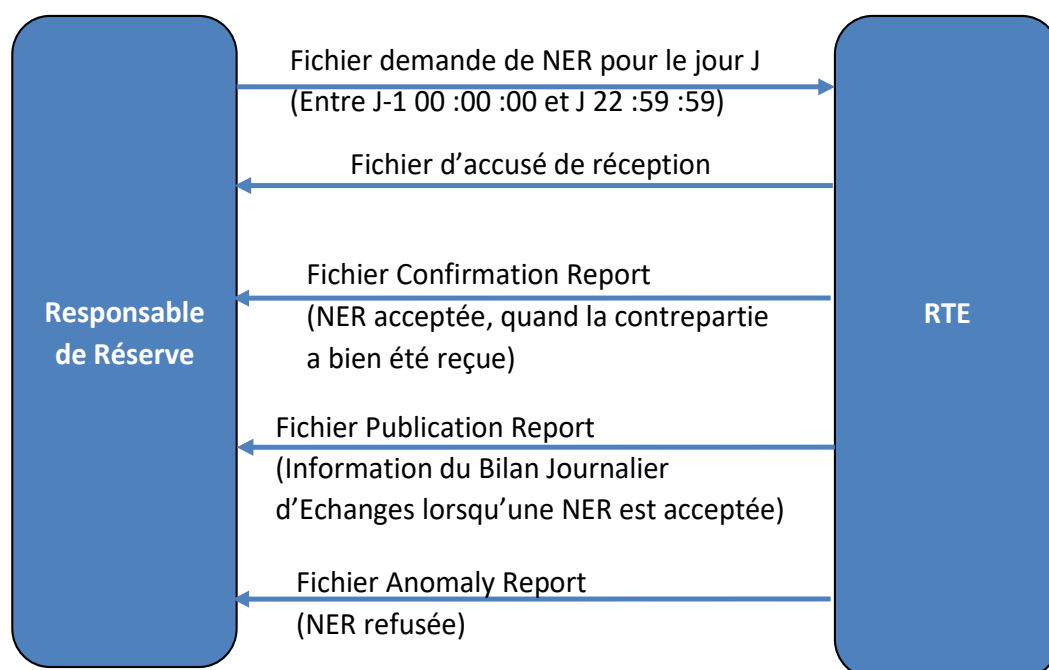 Fichier demande de NER pour le jour J
(Entre J-1 00 :00 :00 et J 22 :59 :59)
Fichier d’accusé de réception
Fichier Confirmation Report
(NER acceptée, quand la contrepartie
a bien été reçue)
Responsable
de Réserve
RTE
Fichier Publication Report
(Information du Bilan Journalier
d’Echanges lorsqu’une NER est acceptée)
Fichier Anomaly Report
(NER refusée)